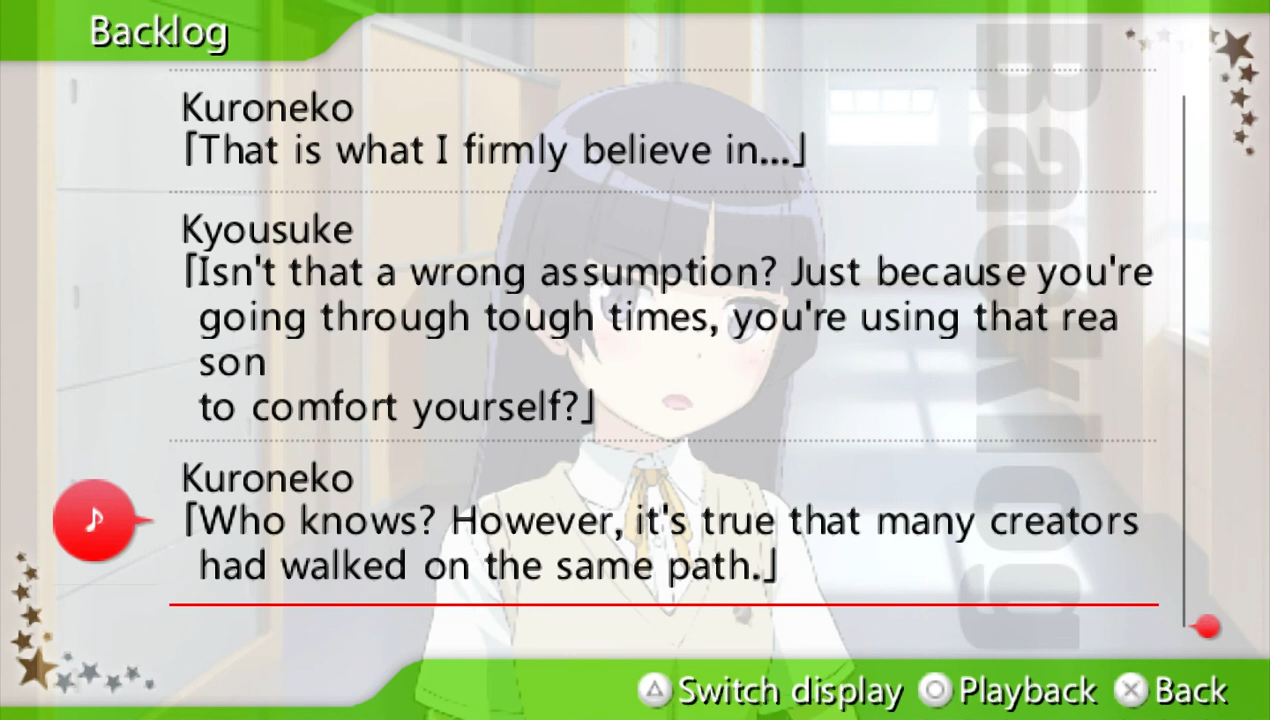 Backlog
Backlog
Kuroneko
｢That is what I firmly believe in...｣
Kyousuke
｢Isn't that a wrong assumption? Just because you're
going through tough times, you're using that rea
son
to comfort yourself?｣
Kuroneko
｢Who knows? However, it's true that many creators
had walked on the same path.｣
Switch display Playback Back